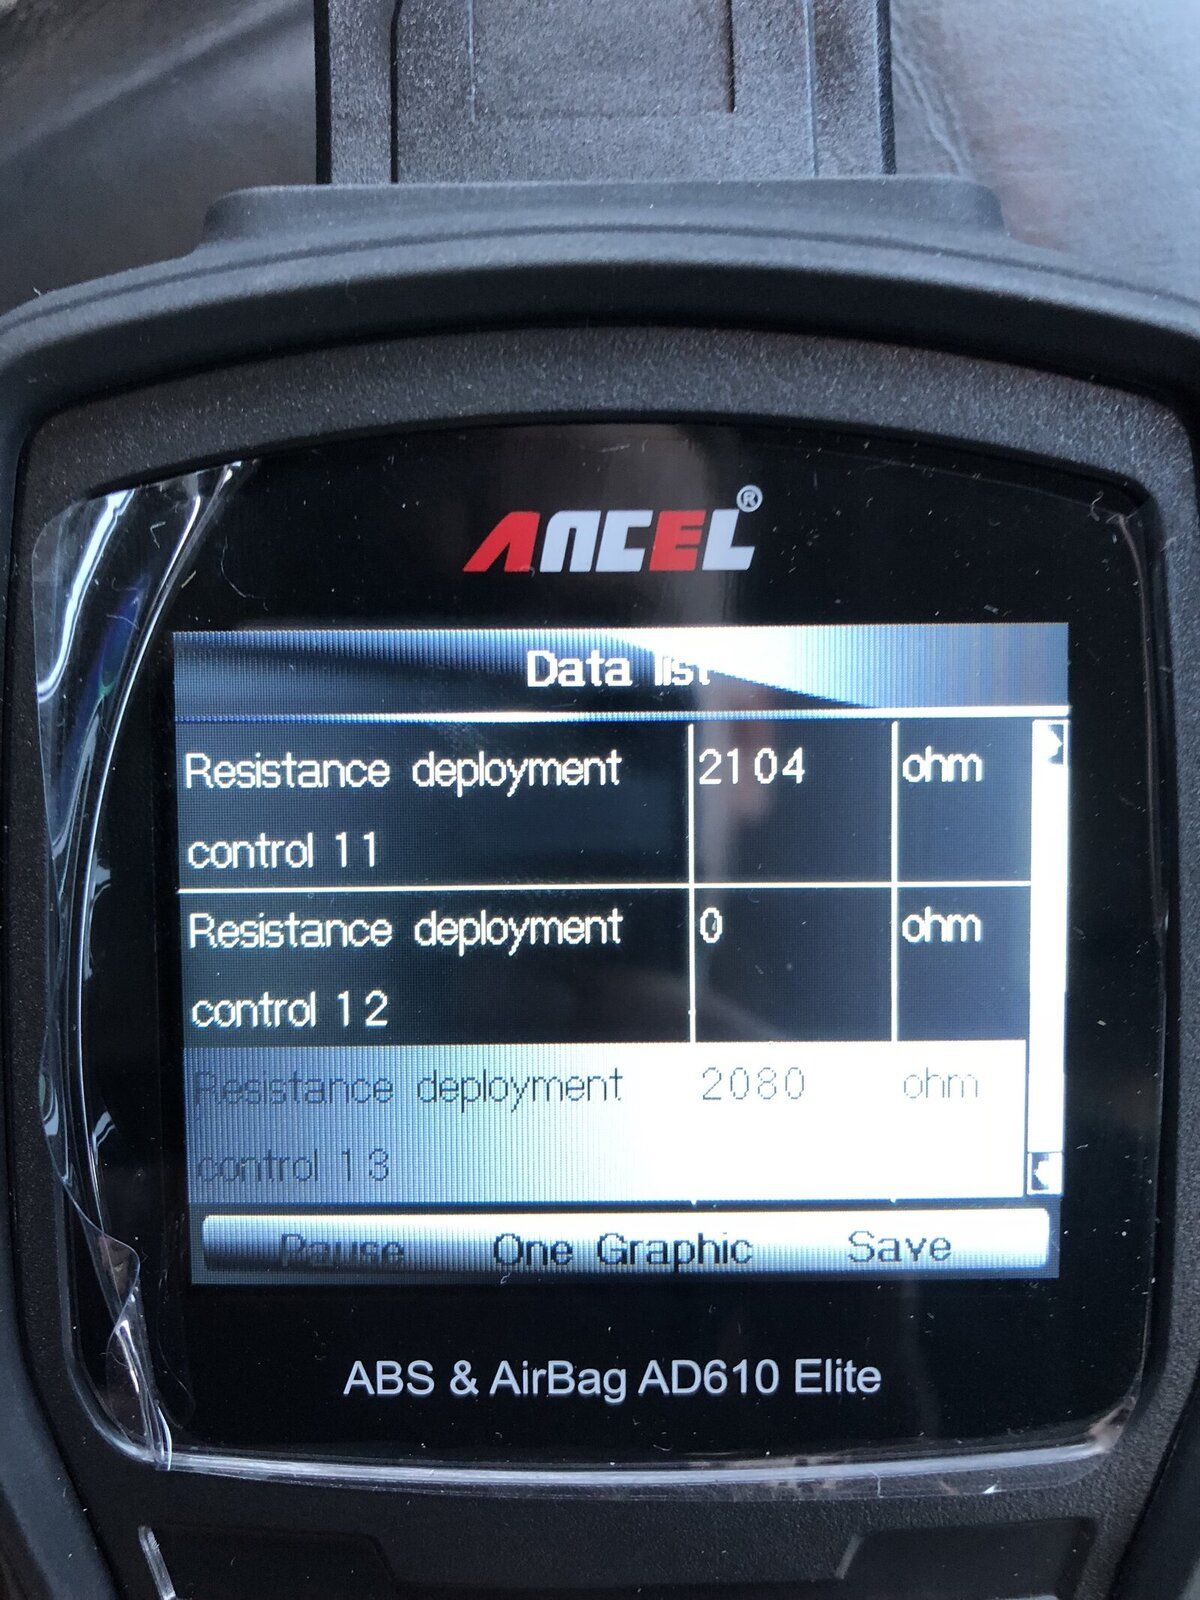 ANCEL®
Data list
Resistance deployment 2104 ohm
control 11
Resistance deployment 0 ohm
control 12
Resistance deployment 2080 ohm
control 13
Pause One Graphic Save
ABS & AirBag AD610 Elite